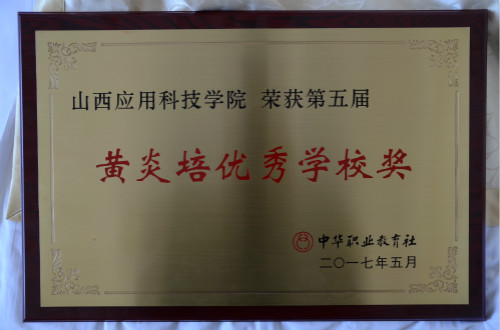 山西应用科技学院 荣获第五届
黄炎培优秀学校奖
中华职业教育社
二〇一七年五月